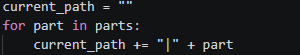 current_path = ""
for part in parts:
    current_path += "|" + part